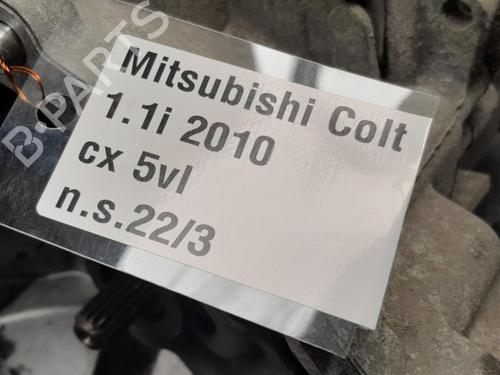 B-PARTS
Mitsubishi Colt
1.1i 2010
cx 5vl
n.s.22/3